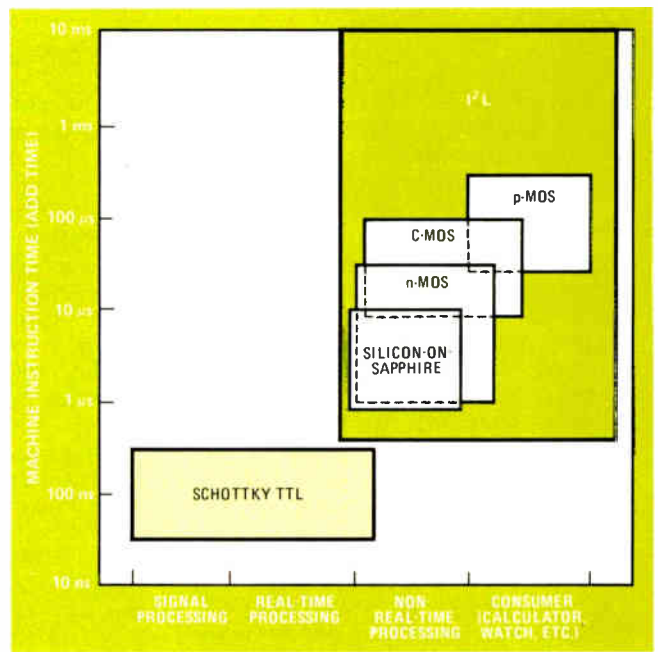 10 ms
1 ms
100 μs
10 μs
1 μs
100 ns
10 ns
MACHINE INSTRUCTION TIME (ADD TIME)
I²L
p-MOS
C-MOS
n-MOS
SILICON-ON-
SAPPHIRE
SCHOTTKY TTL
SIGNAL
PROCESSING
REAL-TIME
PROCESSING
NON-
REAL-TIME
PROCESSING
CONSUMER
(CALCULATOR,
WATCH, ETC.)